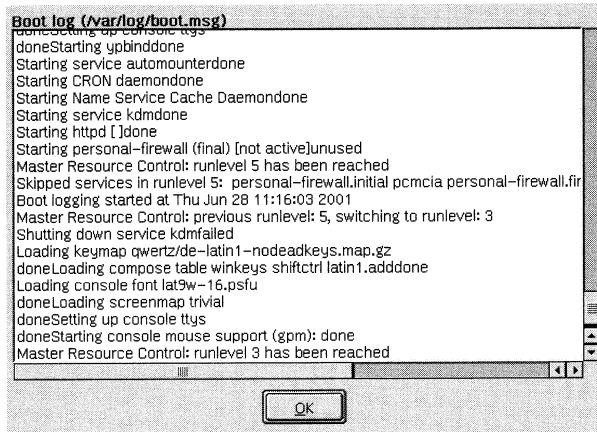 Boot log (/var/log/boot.msg)
doneSetting up console ttys
doneStarting ypbinddone
Starting service automounterdone
Starting CRON daemondone
Starting Name Service Cache Daemondone
Starting service kdmdone
Starting httpd [ ]done
Starting personal-firewall (final) [not active]unused
Master Resource Control: runlevel 5 has been reached
Skipped services in runlevel 5:  personal-firewall.initial pcmcia personal-firewall.fir
Boot logging started at Thu Jun 28 11:16:03 2001
Master Resource Control: previous runlevel: 5, switching to runlevel: 3
Shutting down service kdmfailed
Loading keymap qwertz/de-latin1-nodeadkeys.map.gz
doneLoading compose table winkeys shiftctrl latin1.adddone
Loading console font lat9w-16.psfu
doneLoading screenmap trivial
doneSetting up console ttys
doneStarting console mouse support (gpm): done
Master Resource Control: runlevel 3 has been reached
OK